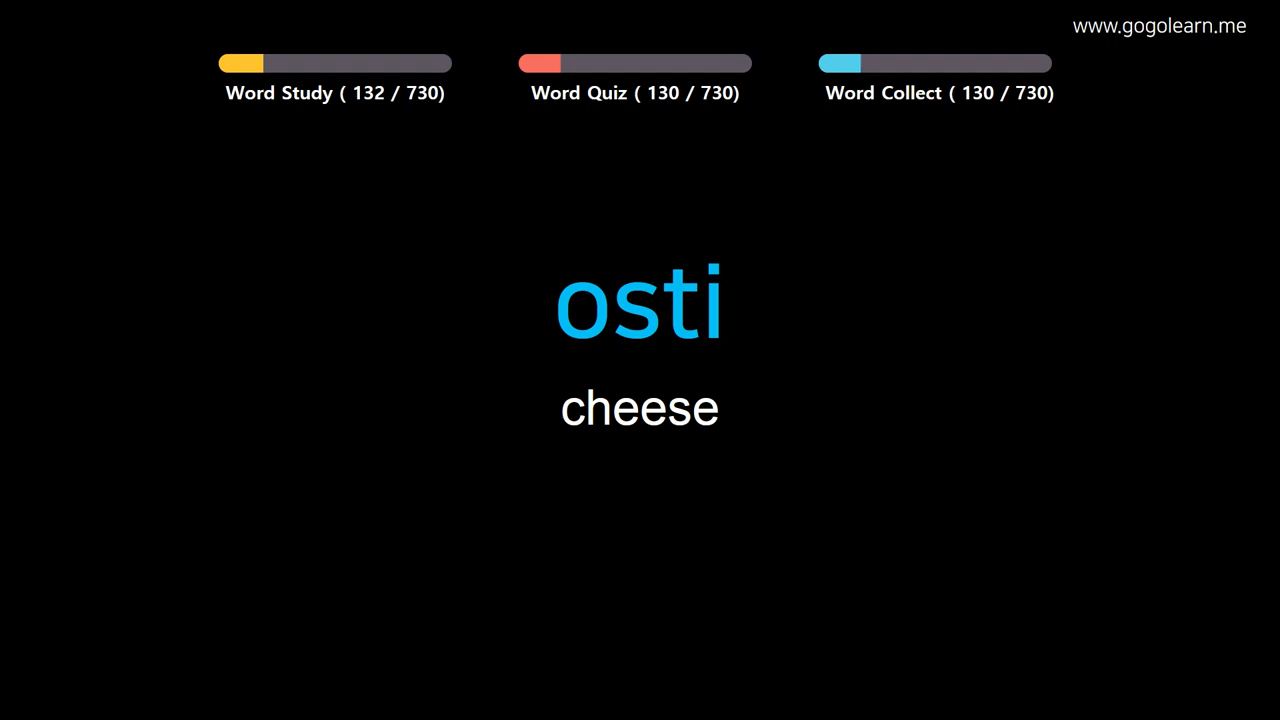 www.gogolearn.me
Word Study ( 132 / 730)
Word Quiz ( 130 / 730)
Word Collect ( 130 / 730)
osti
cheese